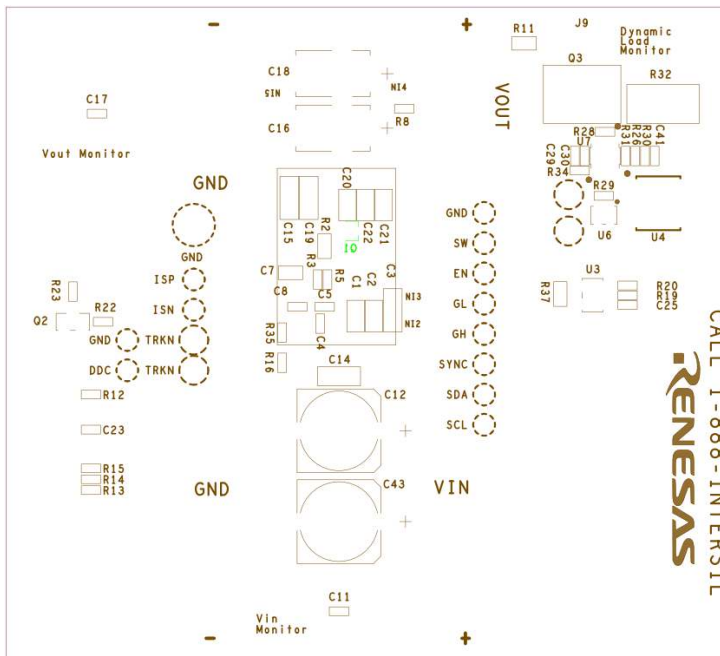 -
+
R11
J9
Dynamic
Load
Monitor
C18
NI5
NI4
Q3
R32
C17
C16
R8
VOUT
R28
U7
R31
R26
R30
C41
Vout Monitor
C29
C30
R34
GND
C20
R29
C15
C19
R2
Q1
C22
C21
GND
U6
U4
SW
GND
ISP
C7
R3
R5
C3
EN
U3
R23
C1
C2
NI3
R37
R20
R19
C25
ISN
C8
C5
GL
Q2
R22
C4
NI2
GND
TRKN
R35
GH
DDC
TRKN
R16
C14
SYNC
R12
C12
SDA
C23
SCL
RENESAS
CALL 1-888-INTERSIL
R15
R14
R13
GND
C43
VIN
C11
Vin
Monitor
-
+